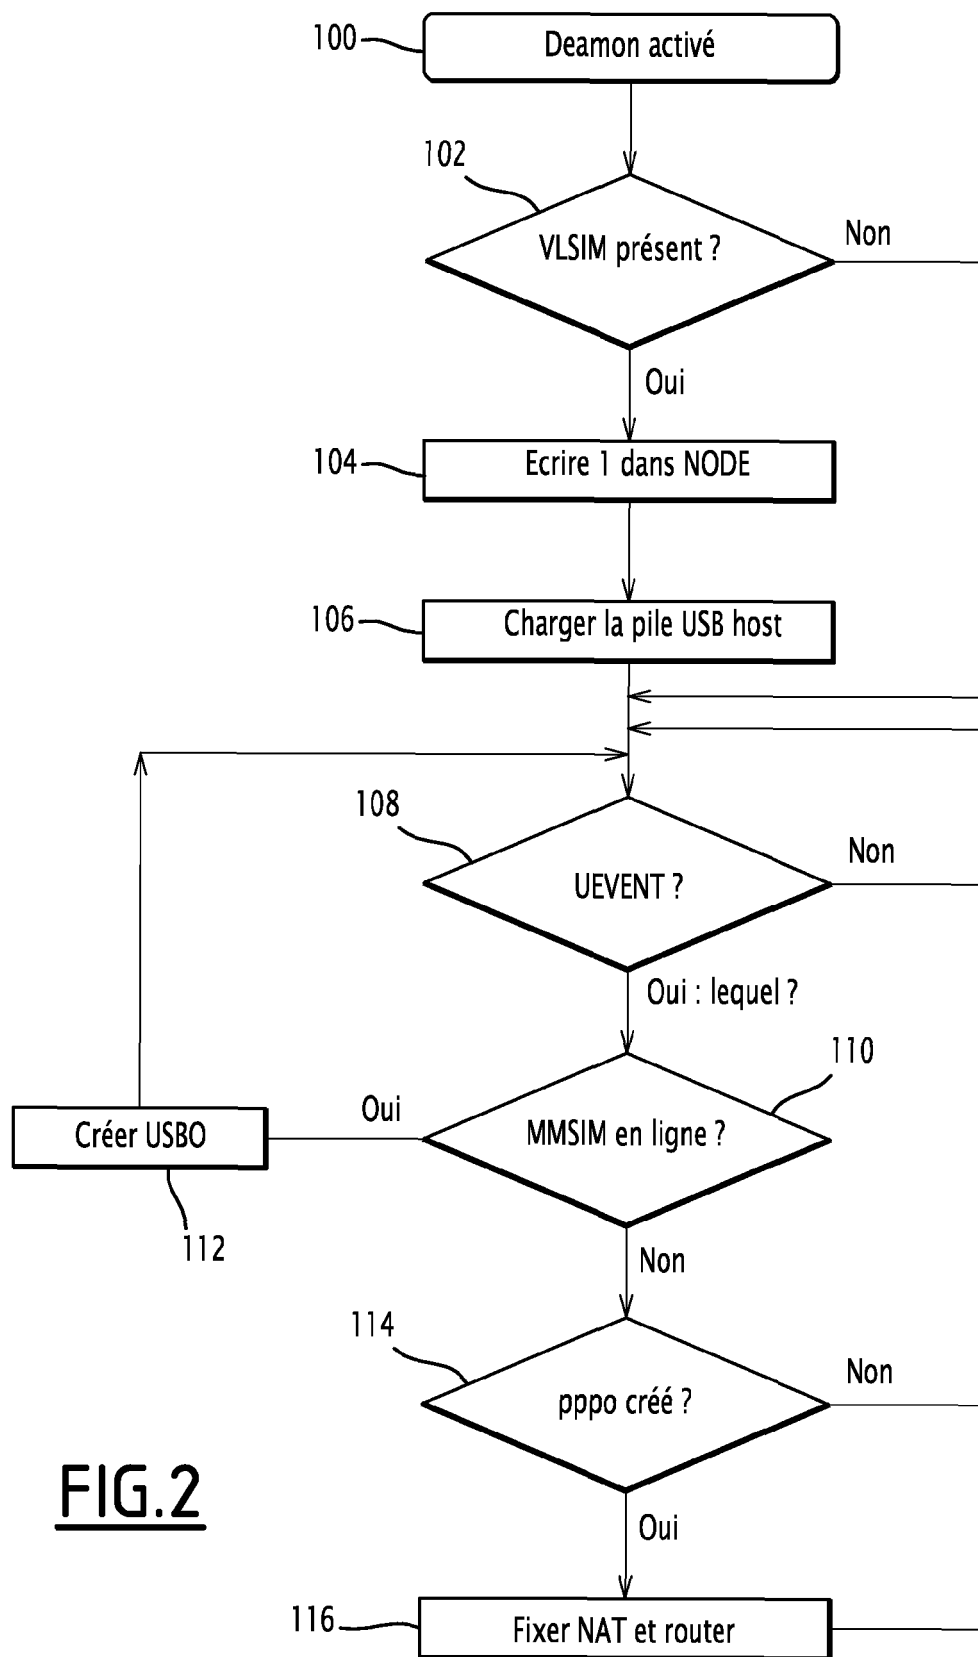 100
Deamon activé
102
VLSIM présent ?
Non
Oui
104
Ecrire 1 dans NODE
106
Charger la pile USB host
108
UEVENT ?
Non
Oui : lequel ?
110
Oui
MMSIM en ligne ?
Créer USBO
112
Non
114
pppo créé ?
Non
FIG.2
Oui
116
Fixer NAT et router